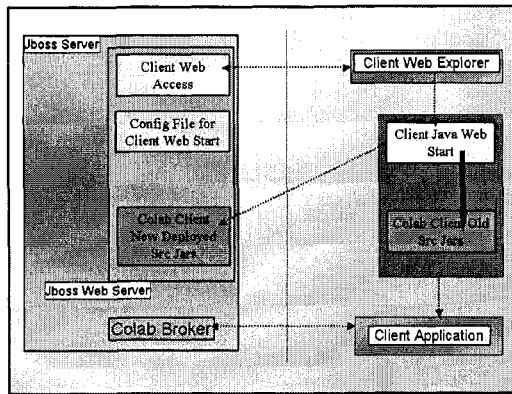 Jboss Server
Client Web
Access
Config File for
Client Web Start
Colab Client
New Deployed
Src Jars
Jboss Web Server
Colab Broker
Client Web Explorer
Client Java Web
Start
Colab Client Old
Src Jars
Client Application